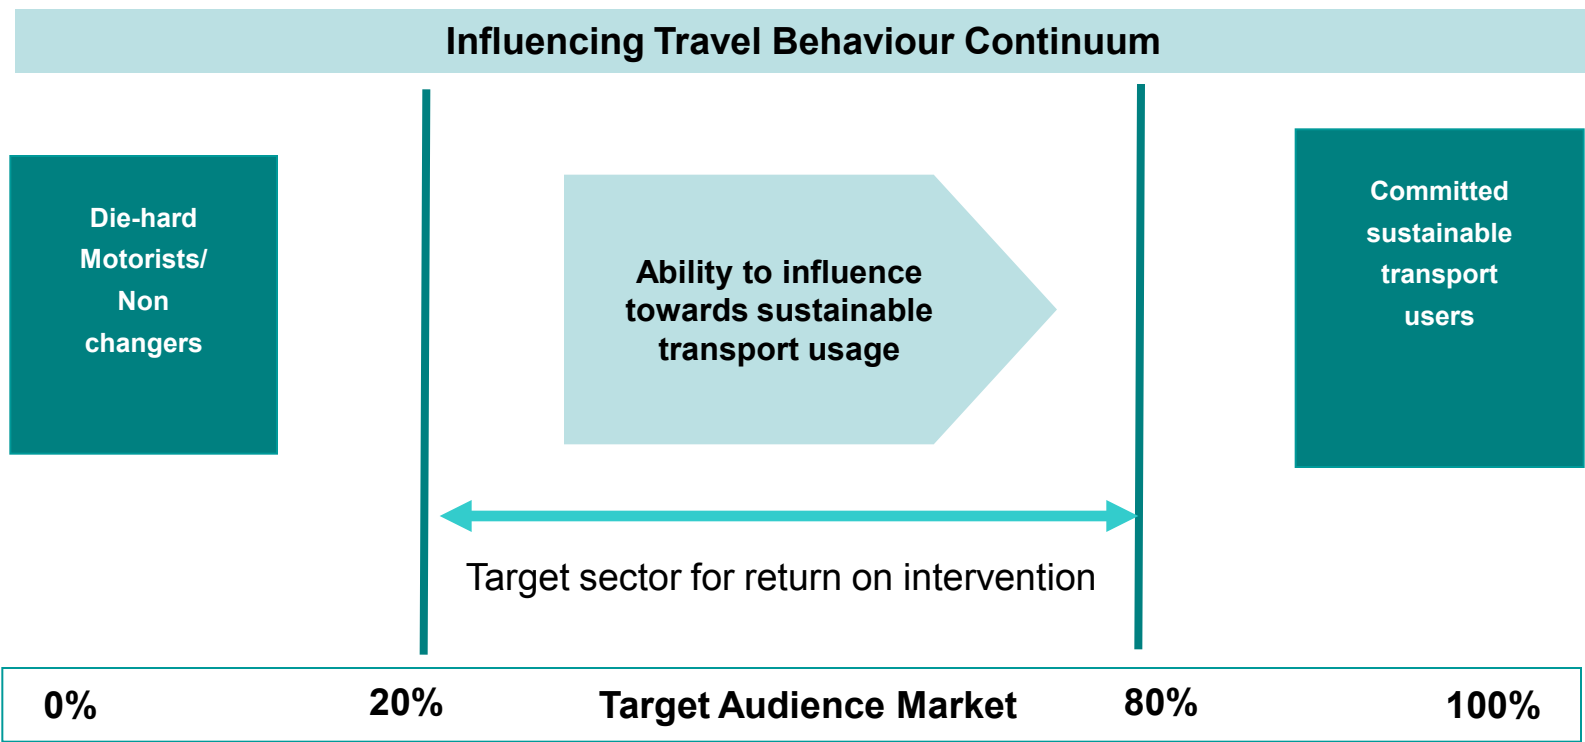 Influencing Travel Behaviour Continuum
Die-hard
Motorists/
Non
changers
Ability to influence
towards sustainable
transport usage
Committed
sustainable
transport
users
Target sector for return on intervention
0% 20% Target Audience Market 80% 100%